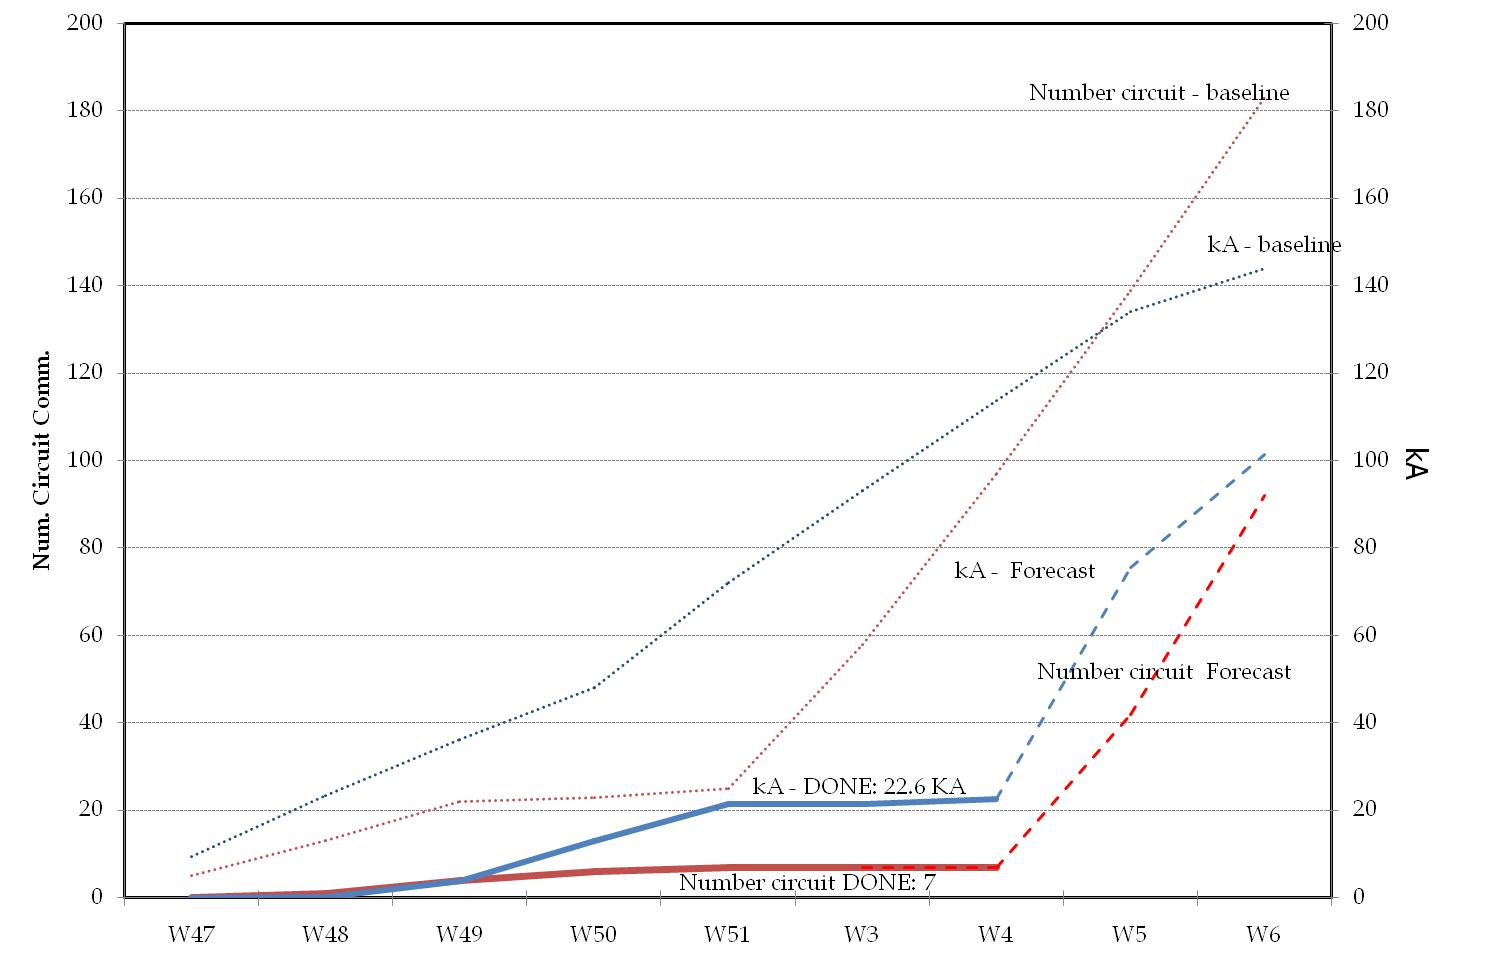 200 200
Number circuit - baseline
180 180
160 160
kA - baseline
140 140
120 120
Num. Circuit Comm.
100 100
kA
80 80
kA -  Forecast
60 60
Number circuit  Forecast
40 40
kA - DONE: 22.6 KA
20 20
Number circuit DONE: 7
0 0
W47 W48 W49 W50 W51 W3 W4 W5 W6